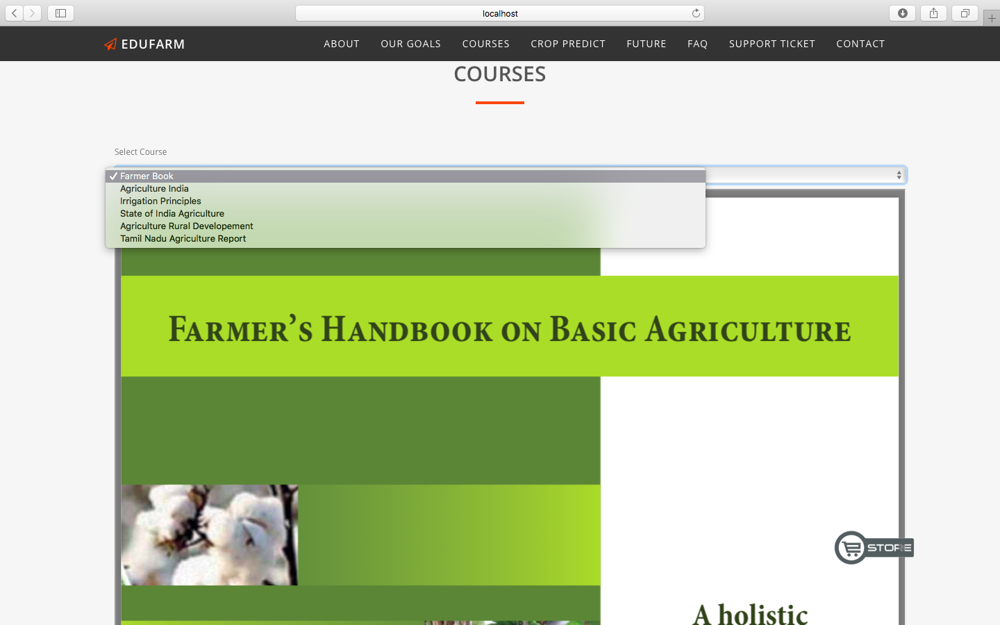 localhost
EDUFARM
ABOUT OUR GOALS COURSES CROP PREDICT FUTURE FAQ SUPPORT TICKET CONTACT
COURSES
Select Course
✓ Farmer Book
Agriculture India
Irrigation Principles
State of India Agriculture
Agriculture Rural Developement
Tamil Nadu Agriculture Report
FARMER’S HANDBOOK ON BASIC AGRICULTURE
STORE
A holistic